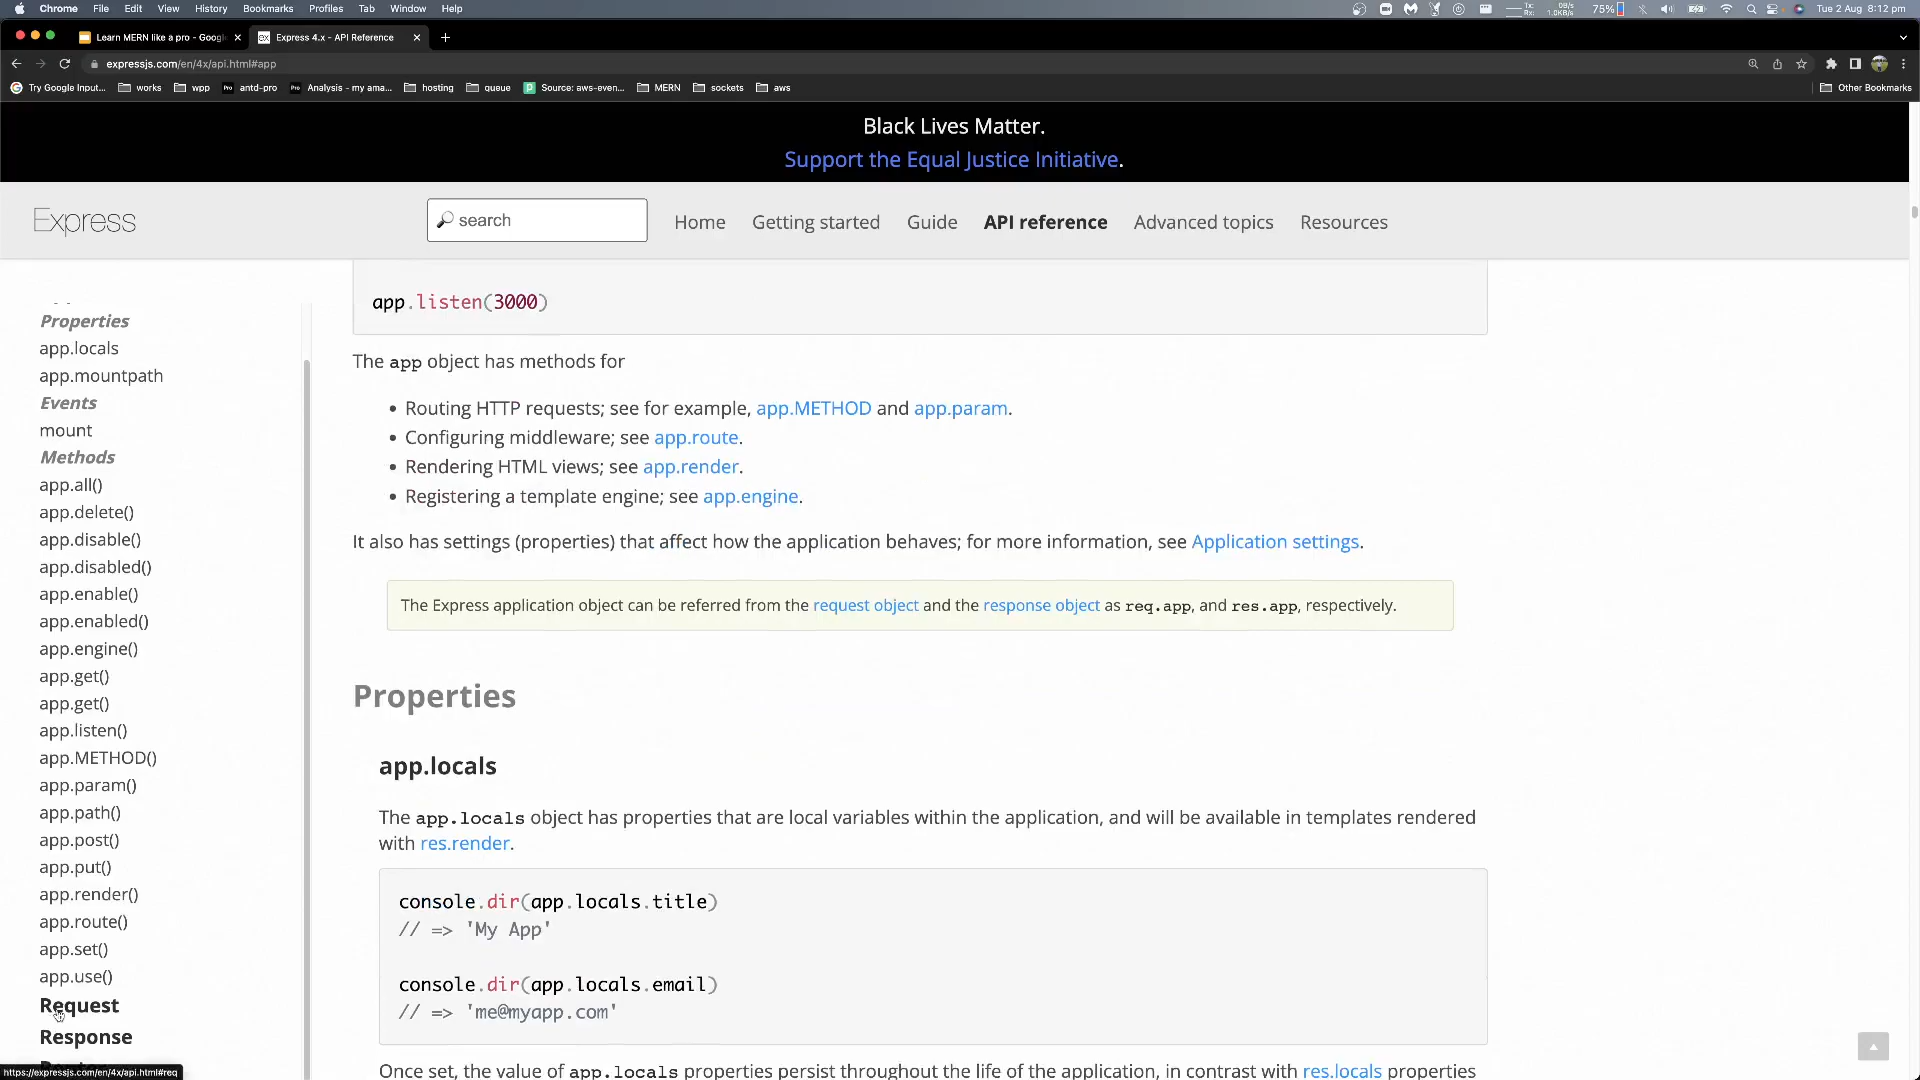 Chrome File Edit View History Bookmarks Profiles Tab Window Help
75% Tue 2 Aug 8:12 pm
Learn MERN like a pro - Googl
Express 4.x - API Reference
expressjs.com/en/4x/api.html#app
Try Google Input... works wpp antd-pro Analysis - my ama... hosting queue Source: aws-even... MERN sockets aws Other Bookmarks
Black Lives Matter.
Support the Equal Justice Initiative.
Express
search
Home Getting started Guide API reference Advanced topics Resources
Properties
app.locals
app.mountpath
Events
mount
Methods
app.all()
app.delete()
app.disable()
app.disabled()
app.enable()
app.enabled()
app.engine()
app.get()
app.get()
app.listen()
app.METHOD()
app.param()
app.path()
app.post()
app.put()
app.render()
app.route()
app.set()
app.use()
Request
Response
https://expressjs.com/en/4x/api.html#req
app.listen(3000)
The app object has methods for
• Routing HTTP requests; see for example, app.METHOD and app.param.
• Configuring middleware; see app.route.
• Rendering HTML views; see app.render.
• Registering a template engine; see app.engine.
It also has settings (properties) that affect how the application behaves; for more information, see Application settings.
The Express application object can be referred from the request object and the response object as req.app, and res.app, respectively.
Properties
app.locals
The app.locals object has properties that are local variables within the application, and will be available in templates rendered
with res.render.
console.dir(app.locals.title)
// => 'My App'
console.dir(app.locals.email)
// => 'me@myapp.com'
Once set, the value of app.locals properties persist throughout the life of the application, in contrast with res.locals properties